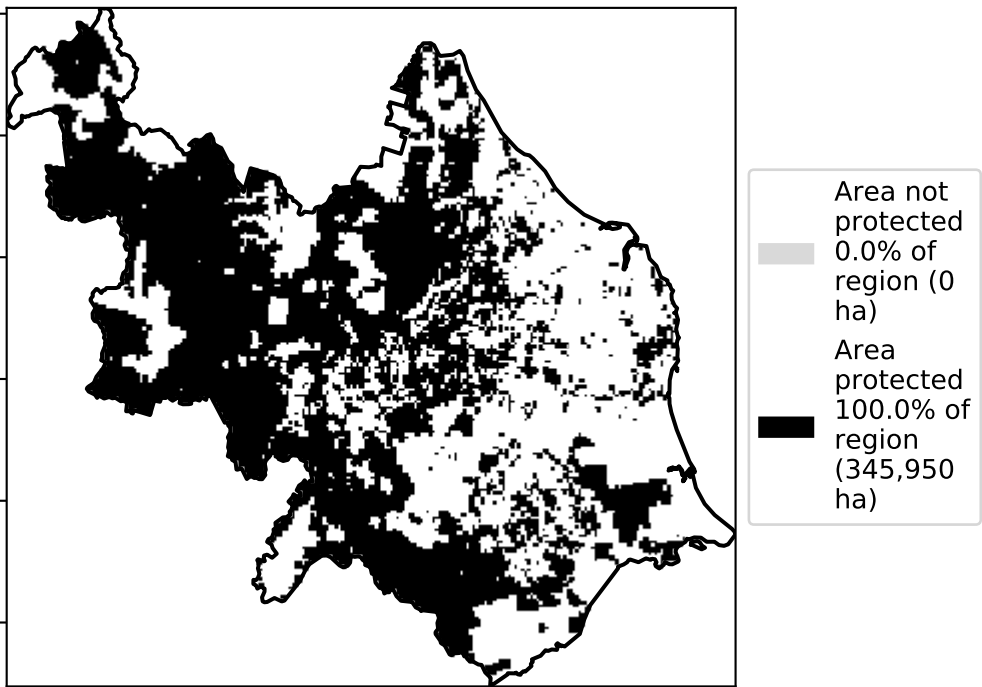 Area not
protected
0.0% of
region (0
ha)
Area
protected
100.0% of
region
(345,950
ha)